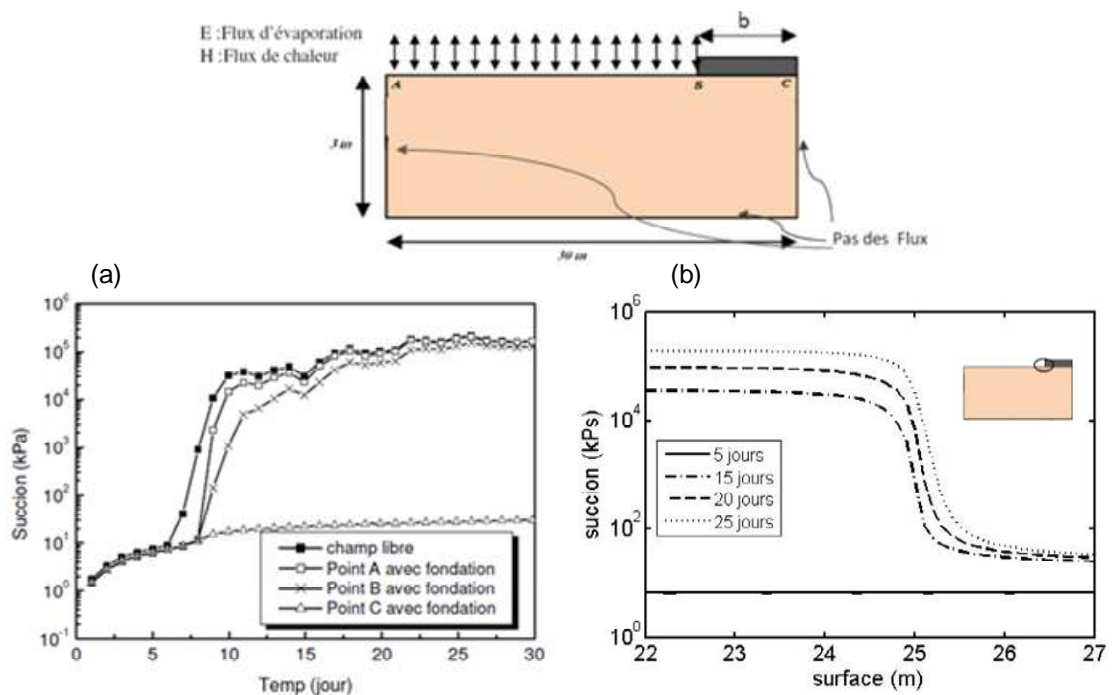 E :Flux d'évaporation
H :Flux de chaleur
b
A
B
C
3 m
Pas des Flux
30 m
(a)
(b)
Succion (kPa)
10^6
10^5
10^4
10^3
10^2
10^1
10^0
10^-1
0
5
10
15
20
25
30
Temp (jour)
champ libre
Point A avec fondation
Point B avec fondation
Point C avec fondation
succion (kPs)
10^6
10^4
10^2
10^0
22
23
24
25
26
27
surface (m)
5 jours
15 jours
20 jours
25 jours